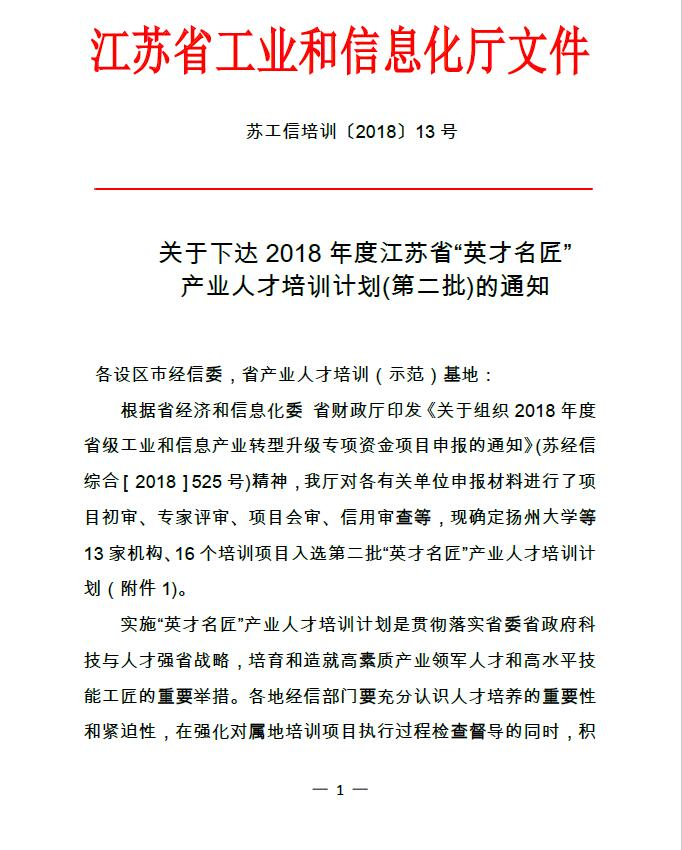 江苏省工业和信息化厅文件
苏工信培训〔2018〕13 号
关于下达 2018 年度江苏省“英才名匠”
产业人才培训计划(第二批)的通知
各设区市经信委，省产业人才培训（示范）基地：
根据省经济和信息化委 省财政厅印发《关于组织 2018 年度
省级工业和信息产业转型升级专项资金项目申报的通知》(苏经信
综合[ 2018 ]525 号)精神，我厅对各有关单位申报材料进行了项
目初审、专家评审、项目会审、信用审查等，现确定扬州大学等
13 家机构、16 个培训项目入选第二批“英才名匠”产业人才培训计
划（附件 1)。
实施“英才名匠”产业人才培训计划是贯彻落实省委省政府科
技与人才强省战略，培育和造就高素质产业领军人才和高水平技
能工匠的重要举措。各地经信部门要充分认识人才培养的重要性
和紧迫性，在强化对属地培训项目执行过程检查督导的同时，积
— 1 —